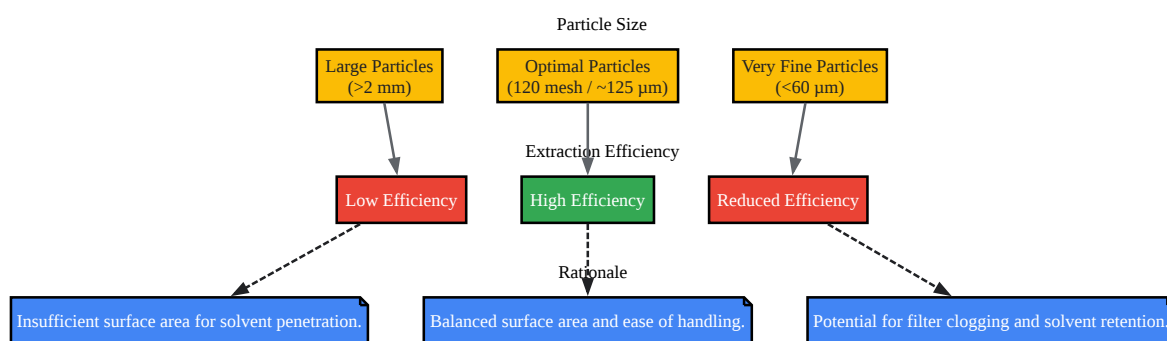 Particle Size
Large Particles
(>2 mm)
Optimal Particles
(120 mesh / ~125 µm)
Very Fine Particles
(<60 µm)
Extraction Efficiency
Low Efficiency
High Efficiency
Reduced Efficiency
Rationale
Insufficient surface area for solvent penetration.
Balanced surface area and ease of handling.
Potential for filter clogging and solvent retention.